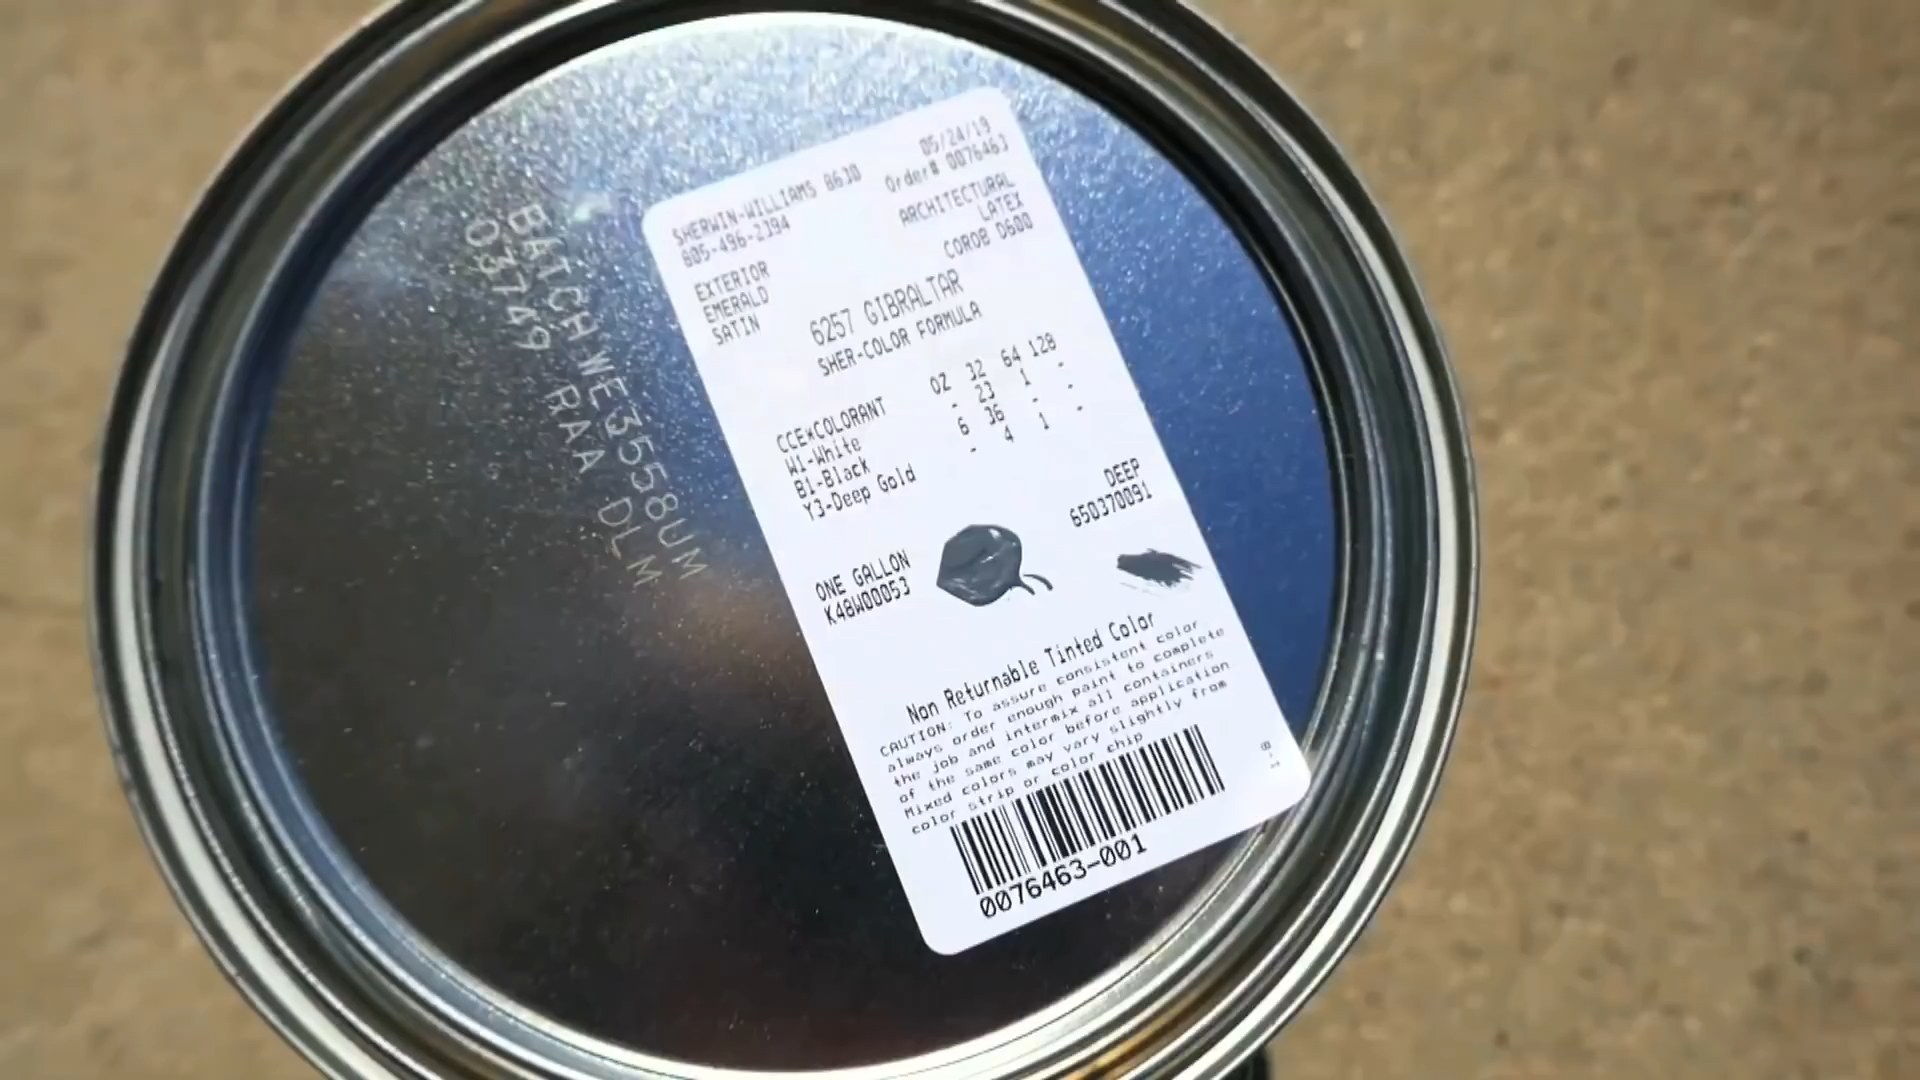 SHERWIN-WILLIAMS 8630 05/24/19
805-496-2394 Order# 0076463
EXTERIOR ARCHITECTURAL
EMERALD LATEX
SATIN COROB D600
6257 GIBRALTAR
SHER-COLOR FORMULA
CCE*COLORANT OZ 32 64 128
W1-White - 23 1 -
B1-Black 6 36 - -
Y3-Deep Gold - 4 1 -
ONE GALLON DEEP
K48W00053 650370091
Non Returnable Tinted Color
CAUTION: To assure consistent color
always order enough paint to complete
the job and intermix all containers
of the same color before application.
Mixed colors may vary slightly from
color strip or color chip
0076463-001
BATCH WE3558UM
03749 RAA DLM